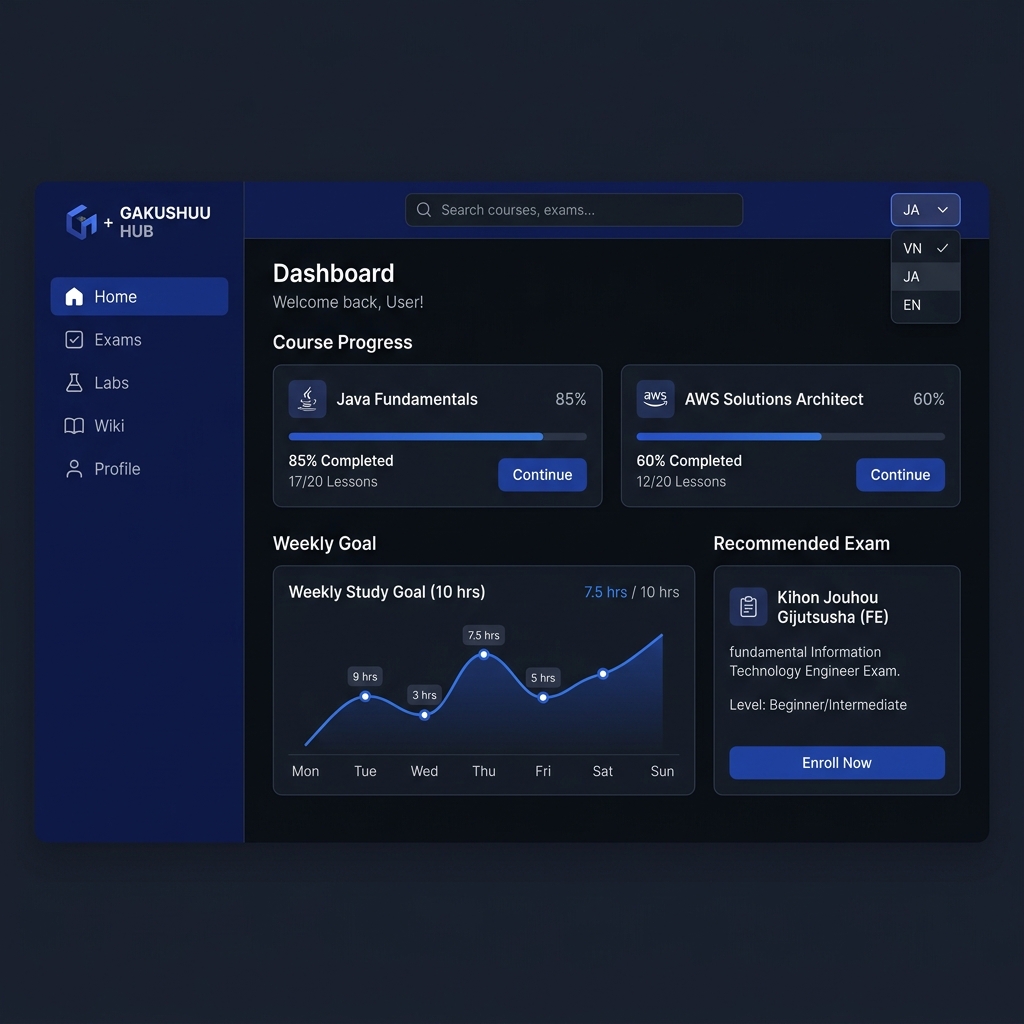 GAKUSHUU
HUB
+
Search courses, exams...
JA
VN
JA
EN
Home
Exams
Labs
Wiki
Profile
Dashboard
Welcome back, User!
Course Progress
Java Fundamentals
85%
85% Completed
17/20 Lessons
Continue
aws
AWS Solutions Architect
60%
60% Completed
12/20 Lessons
Continue
Weekly Goal
Weekly Study Goal (10 hrs)
7.5 hrs / 10 hrs
9 hrs
3 hrs
7.5 hrs
5 hrs
Mon Tue Wed Thu Fri Sat Sun
Recommended Exam
Kihon Jouhou
Gijutsusha (FE)
fundamental Information
Technology Engineer Exam.
Level: Beginner/Intermediate
Enroll Now